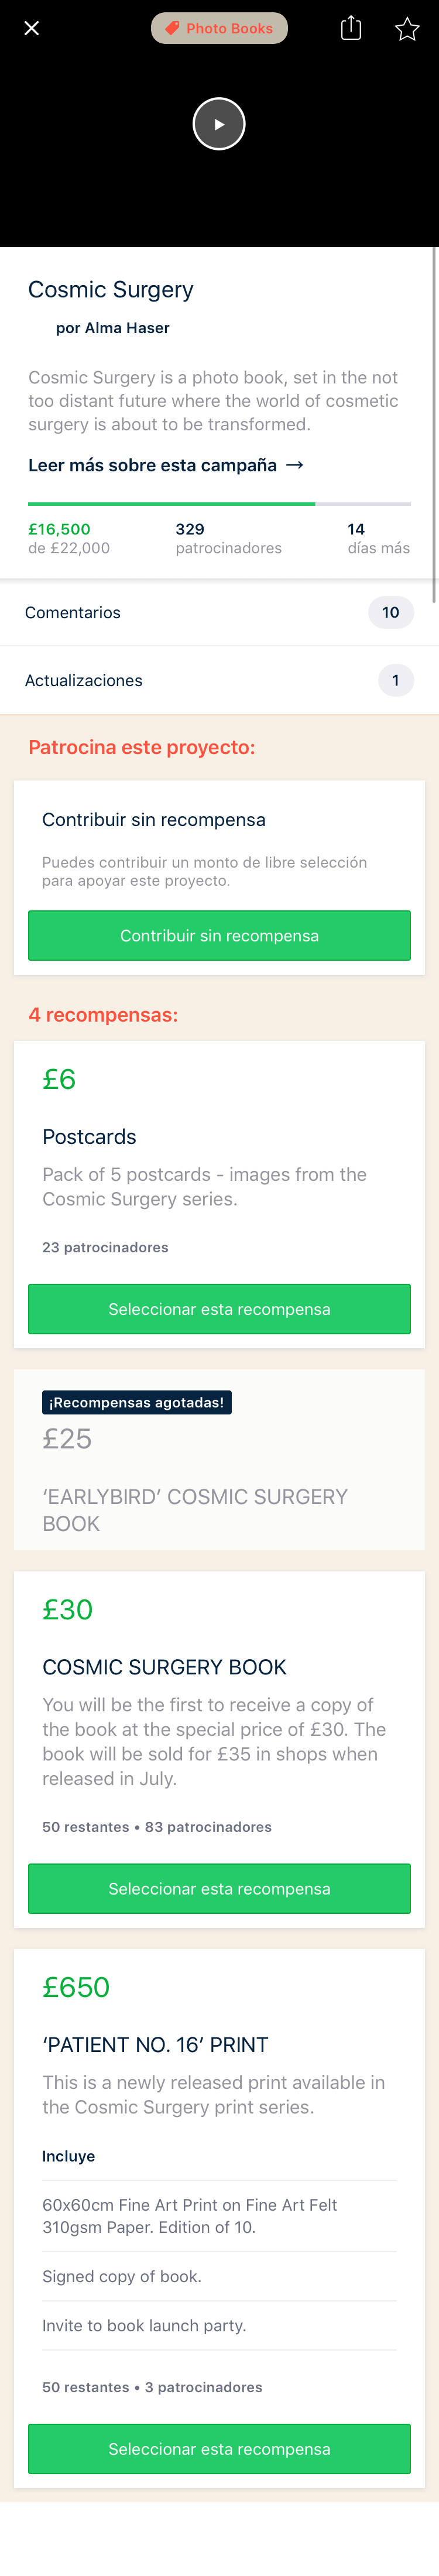 Photo Books
Cosmic Surgery
por Alma Haser
Cosmic Surgery is a photo book, set in the not
too distant future where the world of cosmetic
surgery is about to be transformed.
Leer más sobre esta campaña →
£16,500
de £22,000
329
patrocinadores
14
días más
Comentarios 10
Actualizaciones 1
Patrocina este proyecto:
Contribuir sin recompensa
Puedes contribuir un monto de libre selección
para apoyar este proyecto.
Contribuir sin recompensa
4 recompensas:
£6
Postcards
Pack of 5 postcards - images from the
Cosmic Surgery series.
23 patrocinadores
Seleccionar esta recompensa
¡Recompensas agotadas!
£25
‘EARLYBIRD’ COSMIC SURGERY
BOOK
£30
COSMIC SURGERY BOOK
You will be the first to receive a copy of
the book at the special price of £30. The
book will be sold for £35 in shops when
released in July.
50 restantes • 83 patrocinadores
Seleccionar esta recompensa
£650
‘PATIENT NO. 16’ PRINT
This is a newly released print available in
the Cosmic Surgery print series.
Incluye
60x60cm Fine Art Print on Fine Art Felt
310gsm Paper. Edition of 10.
Signed copy of book.
Invite to book launch party.
50 restantes • 3 patrocinadores
Seleccionar esta recompensa